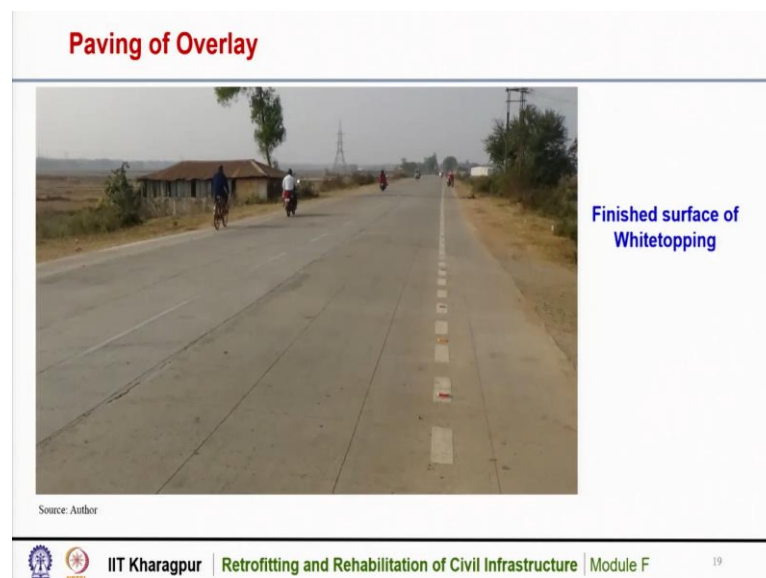 Paving of Overlay
Finished surface of
Whitetopping
Source: Author
IIT Kharagpur | Retrofitting and Rehabilitation of Civil Infrastructure | Module F
19